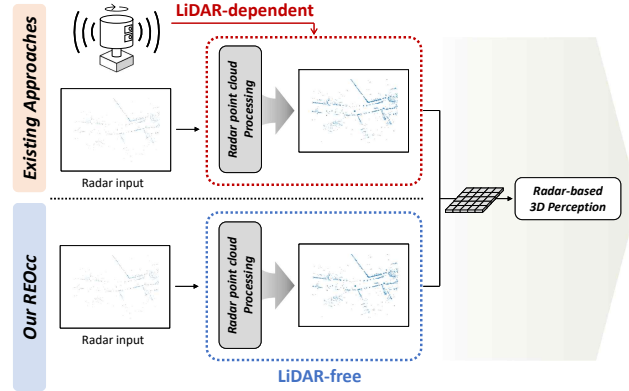 Existing Approaches
LiDAR-dependent
Radar input
Radar point cloud
Processing
Radar-based
3D Perception
Our REOcc
Radar input
Radar point cloud
Processing
LiDAR-free